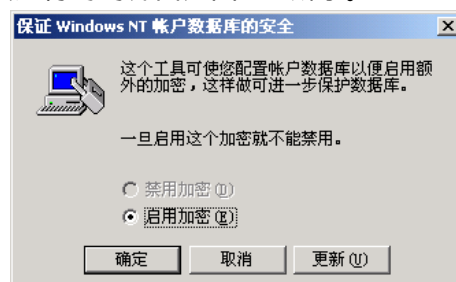 保证 Windows NT 帐户数据库的安全
这个工具可使您配置帐户数据库以便启用额
外的加密，这样做可进一步保护数据库。
一旦启用这个加密就不能禁用。
禁用加密(D)
启用加密(E)
确定 取消 更新(U)